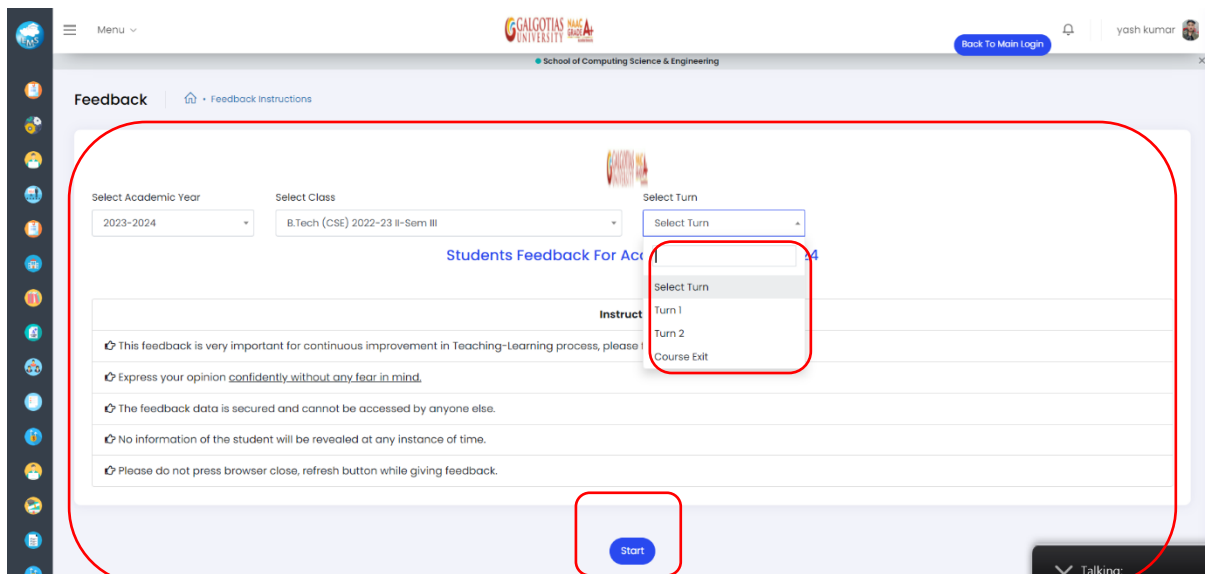 LMS
Menu
GALGOTIAS UNIVERSITY
NAAC GRADE A+
Back To Main Login
yash kumar
School of Computing Science & Engineering
×
Feedback
• Feedback Instructions
Select Academic Year
Select Class
Select Turn
2023-2024
B.Tech (CSE) 2022-23 II-Sem III
Select Turn
Students Feedback For Ac
24
Select Turn
Turn 1
Turn 2
Course Exit
Instruct
This feedback is very important for continuous improvement in Teaching-Learning process, please
Express your opinion confidently without any fear in mind.
The feedback data is secured and cannot be accessed by anyone else.
No information of the student will be revealed at any instance of time.
Please do not press browser close, refresh button while giving feedback.
Start
Talking: